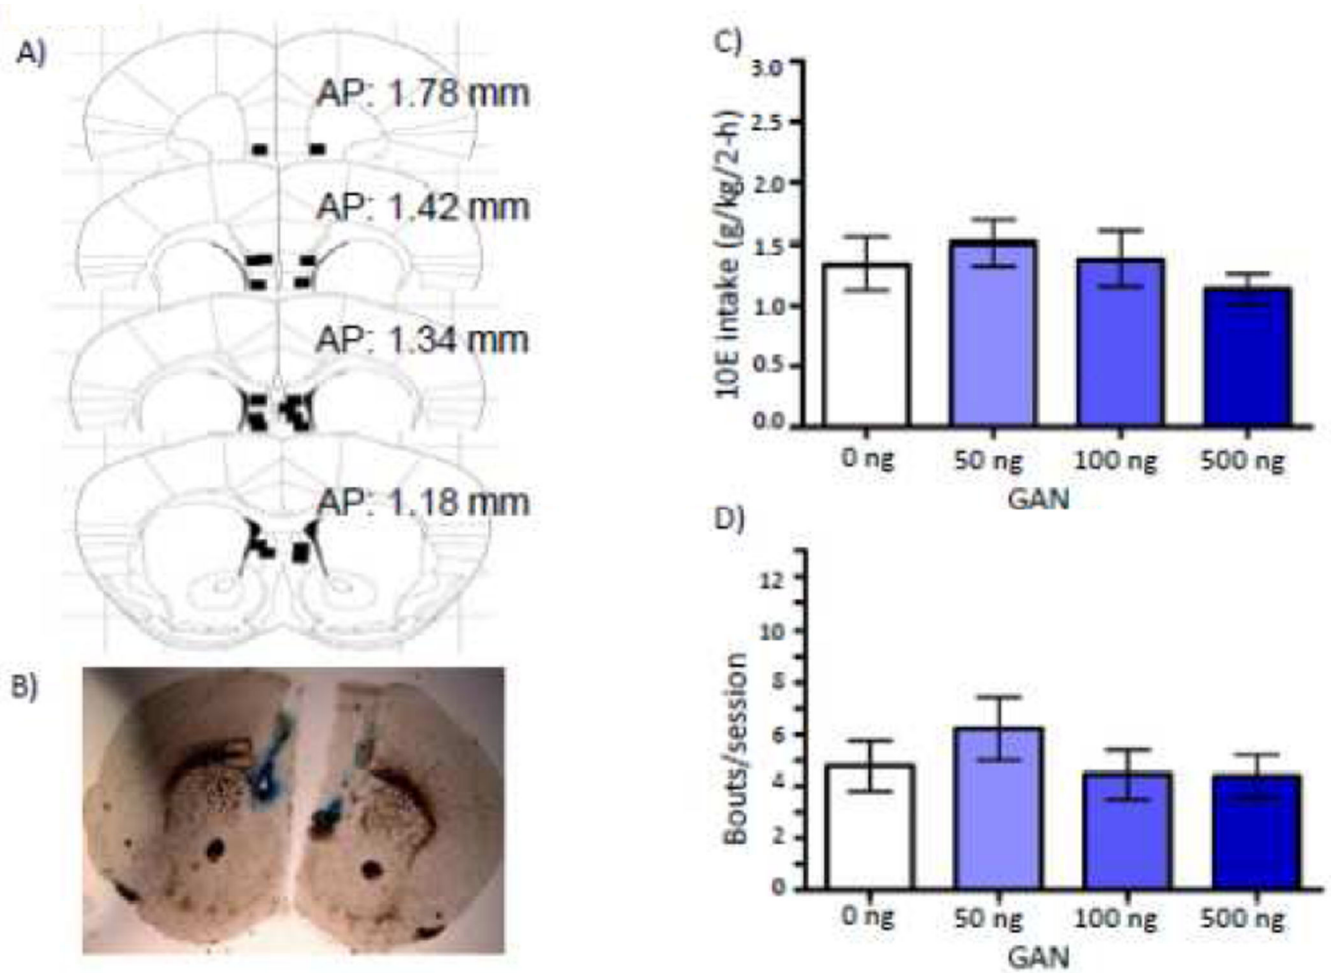 A)
AP: 1.78 mm
AP: 1.42 mm
AP: 1.34 mm
AP: 1.18 mm
B)
C)
10E intake (g/kg/2-h)
3.0
2.5
2.0
1.5
1.0
0.5
0.0
0 ng
50 ng
100 ng
500 ng
GAN
D)
Bouts/session
12
10
8
6
4
2
0
0 ng
50 ng
100 ng
500 ng
GAN